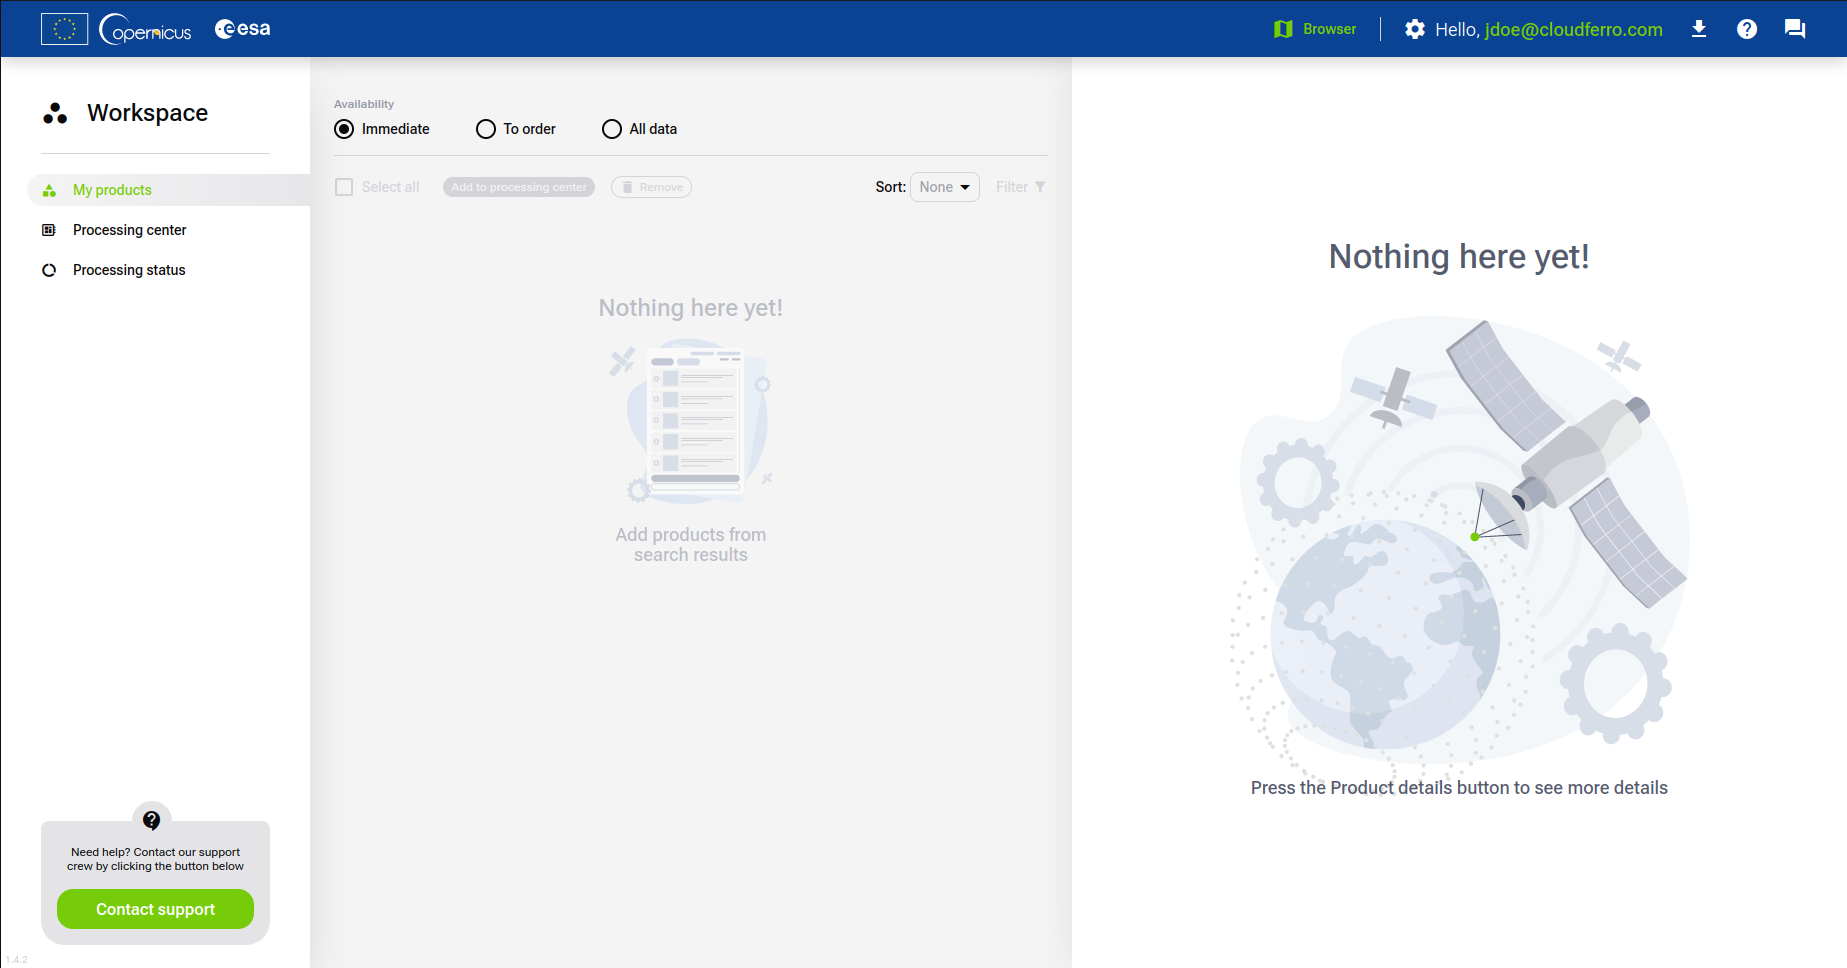 Copernicus
esa
Browser
Hello, jdoe@cloudferro.com
Workspace
My products
Processing center
Processing status
Availability
Immediate
To order
All data
Select all
Add to processing center
Remove
Sort:
None
Filter
Nothing here yet!
Add products from
search results
Nothing here yet!
Press the Product details button to see more details
Need help? Contact our support
crew by clicking the button below
Contact support
1.4.2